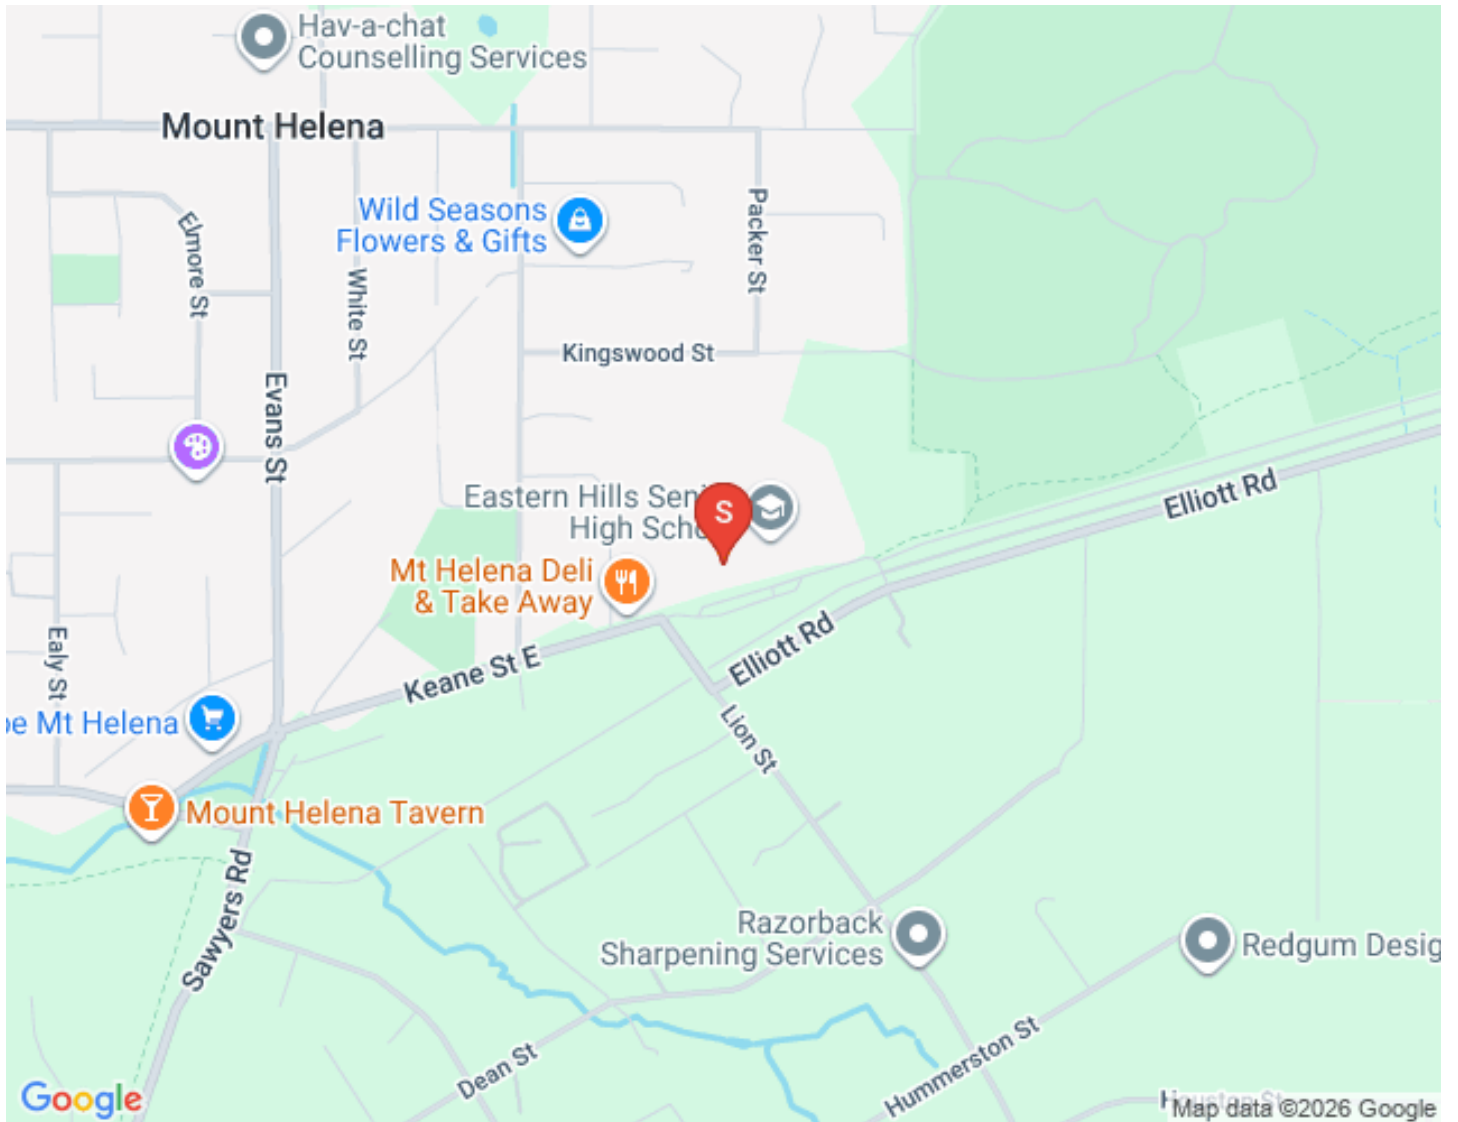 Hav-a-chat
Counselling Services
Mount Helena
Wild Seasons
Flowers & Gifts
Packer St
Elmore St
White St
Kingswood St
Evans St
Eastern Hills
High
S
Elliott Rd
Mt Helena Deli
& Take Away
Ealy St
Elliott Rd
Keane St E
Mt Helena
Lion St
Mount Helena Tavern
Sawyers Rd
Razorback
Sharpening Services
Redgum Desig
Dean St
Hummerston St
Google
Map data ©2026 Google